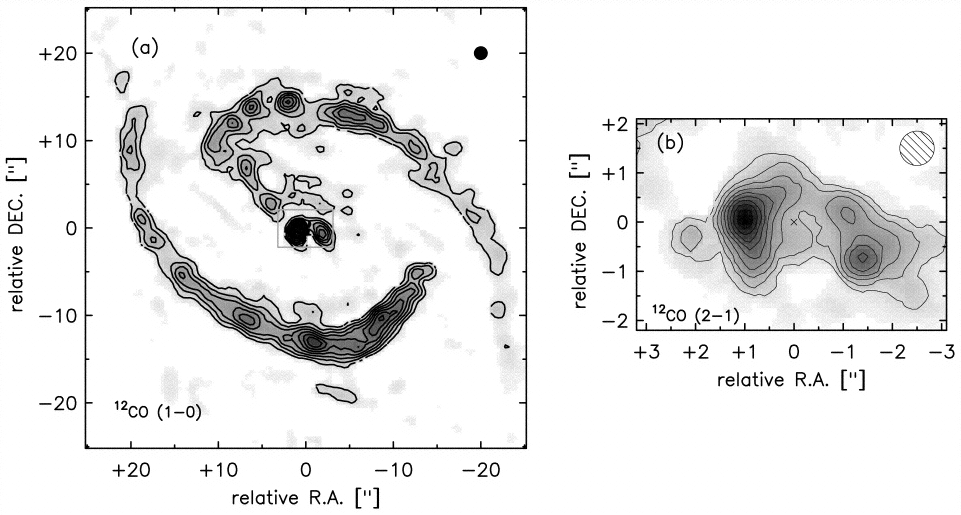 (a)
+20
+10
0
−10
−20
relative DEC. ["]
¹²CO (1−0)
+20
+10
0
−10
−20
relative R.A. ["]
(b)
+2
+1
0
−1
−2
relative DEC. ["]
¹²CO (2−1)
+3
+2
+1
0
−1
−2
−3
relative R.A. ["]